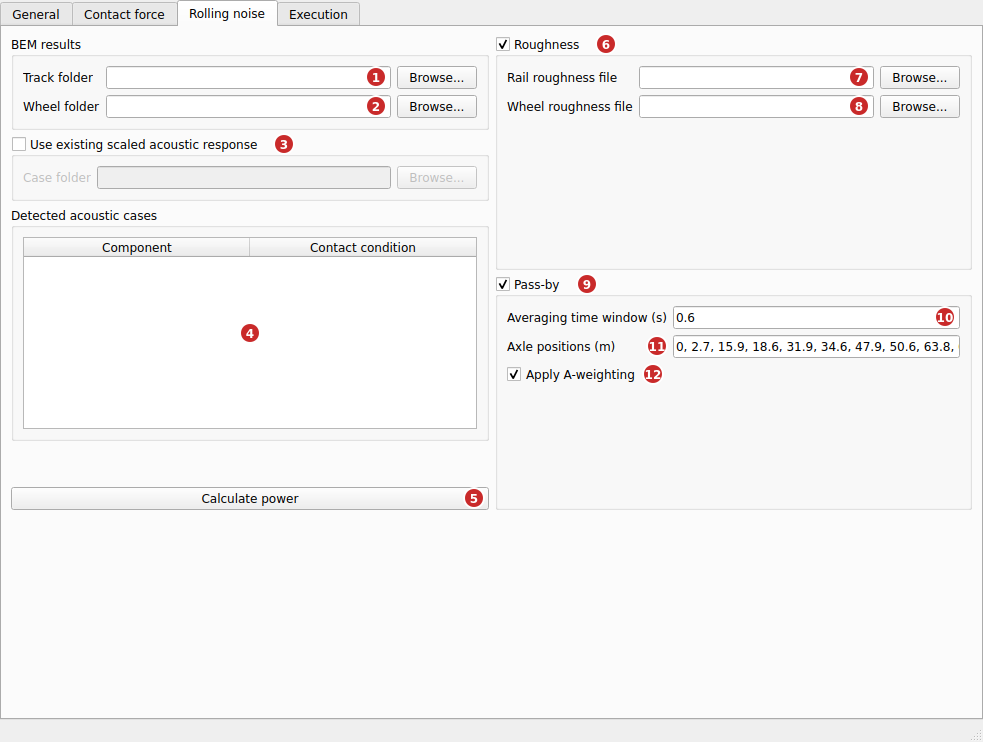 General Contact force Rolling noise Execution
BEM results
Track folder 1 Browse...
Wheel folder 2 Browse...
Use existing scaled acoustic response 3
Case folder Browse...
Detected acoustic cases
Component Contact condition
4
Calculate power 5
Roughness 6
Rail roughness file 7 Browse...
Wheel roughness file 8 Browse...
Pass-by 9
Averaging time window (s) 0.6 10
Axle positions (m) 11 0, 2.7, 15.9, 18.6, 31.9, 34.6, 47.9, 50.6, 63.8,
Apply A-weighting 12